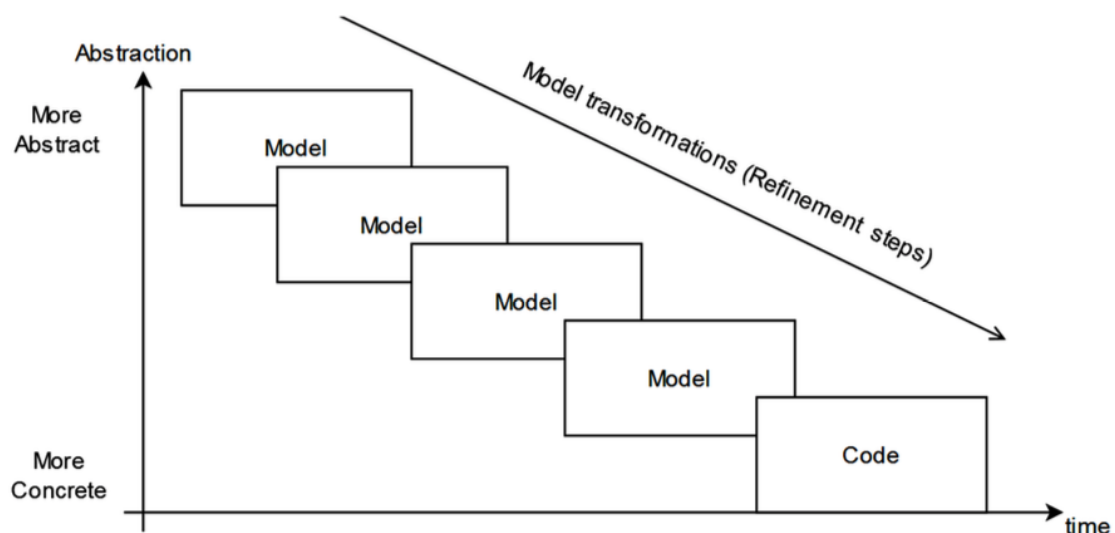 Abstraction
More
Abstract
Model transformations (Refinement steps)
Model
Model
Model
Model
Code
More
Concrete
time